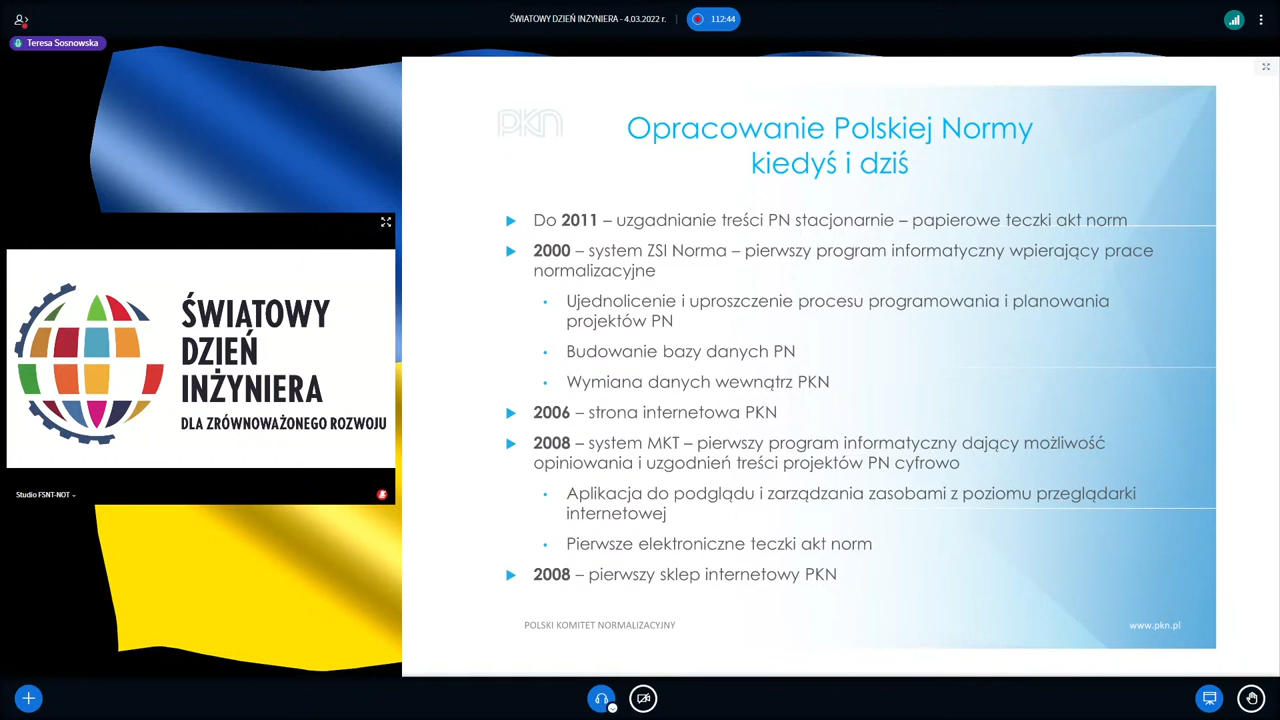 ŚWIATOWY DZIEŃ INŻYNIERA - 4.03.2022 r.
112:44
Teresa Sosnowska
ŚWIATOWY
DZIEŃ
INŻYNIERA
DLA ZRÓWNOWAŻONEGO ROZWOJU
Studio FSNT-NOT
PKN
Opracowanie Polskiej Normy
kiedyś i dziś
Do 2011 – uzgadnianie treści PN stacjonarnie – papierowe teczki akt norm
2000 – system ZSI Norma – pierwszy program informatyczny wpierający prace
normalizacyjne
Ujednolicenie i uproszczenie procesu programowania i planowania
projektów PN
Budowanie bazy danych PN
Wymiana danych wewnątrz PKN
2006 – strona internetowa PKN
2008 – system MKT – pierwszy program informatyczny dający możliwość
opiniowania i uzgodnień treści projektów PN cyfrowo
Aplikacja do podglądu i zarządzania zasobami z poziomu przeglądarki
internetowej
Pierwsze elektroniczne teczki akt norm
2008 – pierwszy sklep internetowy PKN
POLSKI KOMITET NORMALIZACYJNY
www.pkn.pl